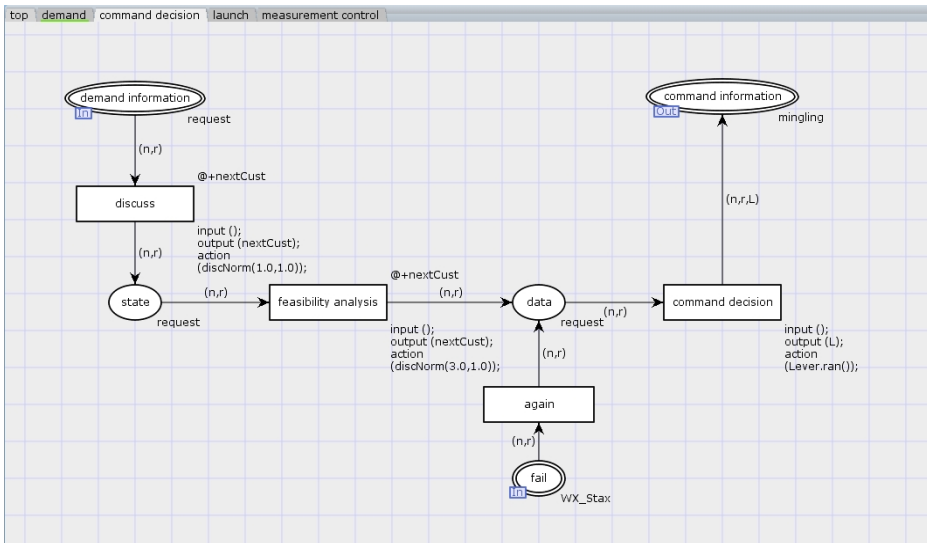 top demand command decision launch measurement control
demand information
In
request
command information
Out
mingling
(n,r)
@+nextCust
discuss
(n,r)
input ();
output (nextCust);
action
(discNorm(1.0,1.0));
(n,r,L)
state
request
(n,r)
@+nextCust
feasibility analysis
(n,r)
input ();
output (nextCust);
action
(discNorm(3.0,1.0));
data
request
(n,r)
command decision
input ();
output (L);
action
(Lever.ran());
(n,r)
again
(n,r)
fail
In
WX_Stax